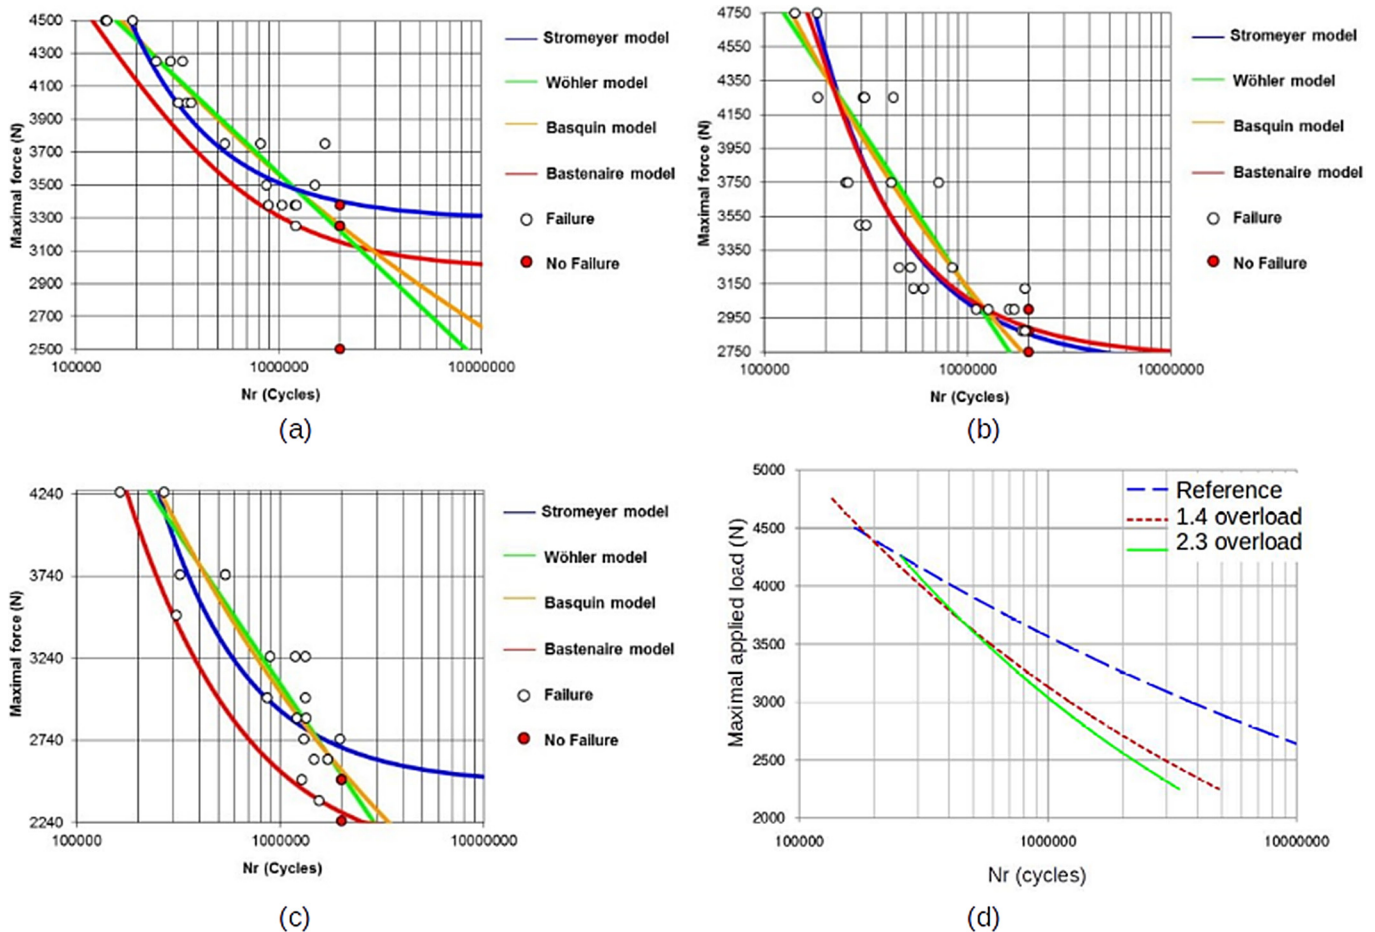 4500
4300
4100
3900
3700
3500
3300
3100
2900
2700
2500
Maximal force (N)
100000 1000000 10000000
Nr (Cycles)
Stromeyer model
Wöhler model
Basquin model
Bastenaire model
Failure
No Failure
(a)
4750
4550
4350
4150
3950
3750
3550
3350
3150
2950
2750
Maximal force (N)
100000 1000000 10000000
Nr (Cycles)
Stromeyer model
Wöhler model
Basquin model
Bastenaire model
Failure
No Failure
(b)
4240
3740
3240
2740
2240
Maximal force (N)
100000 1000000 10000000
Nr (Cycles)
Stromeyer model
Wöhler model
Basquin model
Bastenaire model
Failure
No Failure
(c)
5000
4500
4000
3500
3000
2500
2000
Maximal applied load (N)
100000 1000000 10000000
Nr (cycles)
Reference
1.4 overload
2.3 overload
(d)